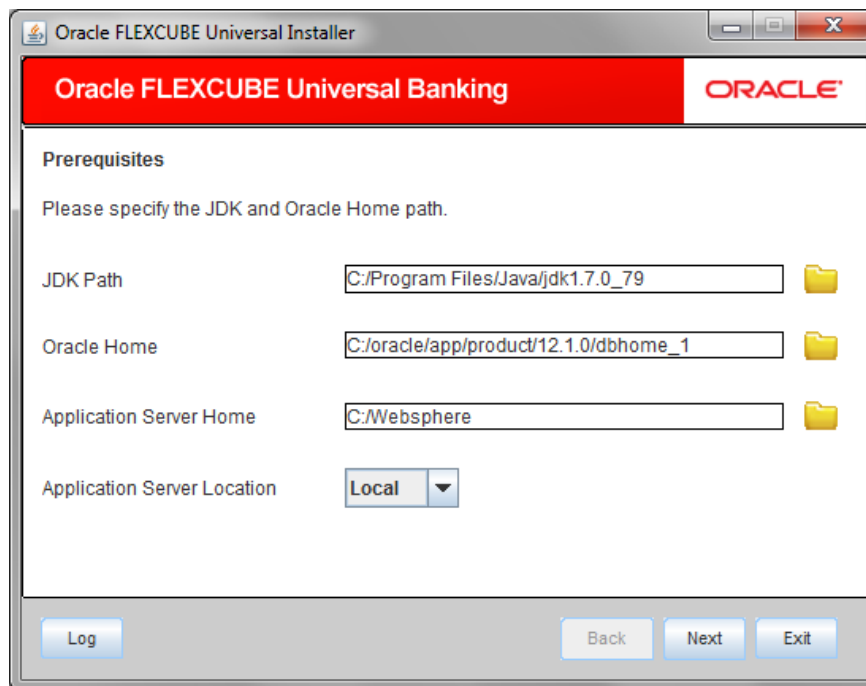 Oracle FLEXCUBE Universal Installer
Oracle FLEXCUBE Universal Banking
ORACLE
Prerequisites
Please specify the JDK and Oracle Home path.
JDK Path
C:/Program Files/Java/jdk1.7.0_79
Oracle Home
C:/oracle/app/product/12.1.0/dbhome_1
Application Server Home
C:/Websphere
Application Server Location
Local
Log
Back
Next
Exit